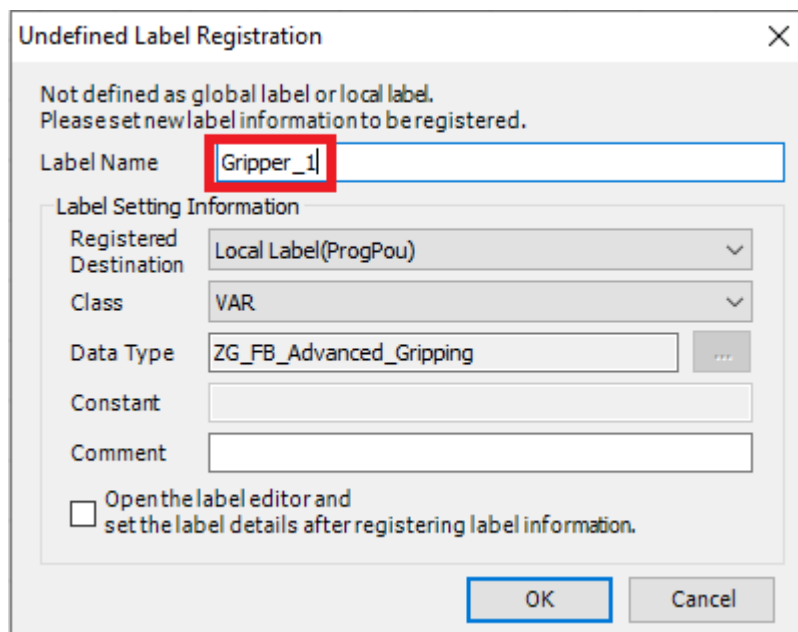 Undefined Label Registration
Not defined as global label or local label.
Please set new label information to be registered.
Label Name Gripper_1
Label Setting Information
Registered
Destination Local Label(ProgPou)
Class VAR
Data Type ZG_FB_Advanced_Gripping ...
Constant
Comment
Open the label editor and
set the label details after registering label information.
OK Cancel